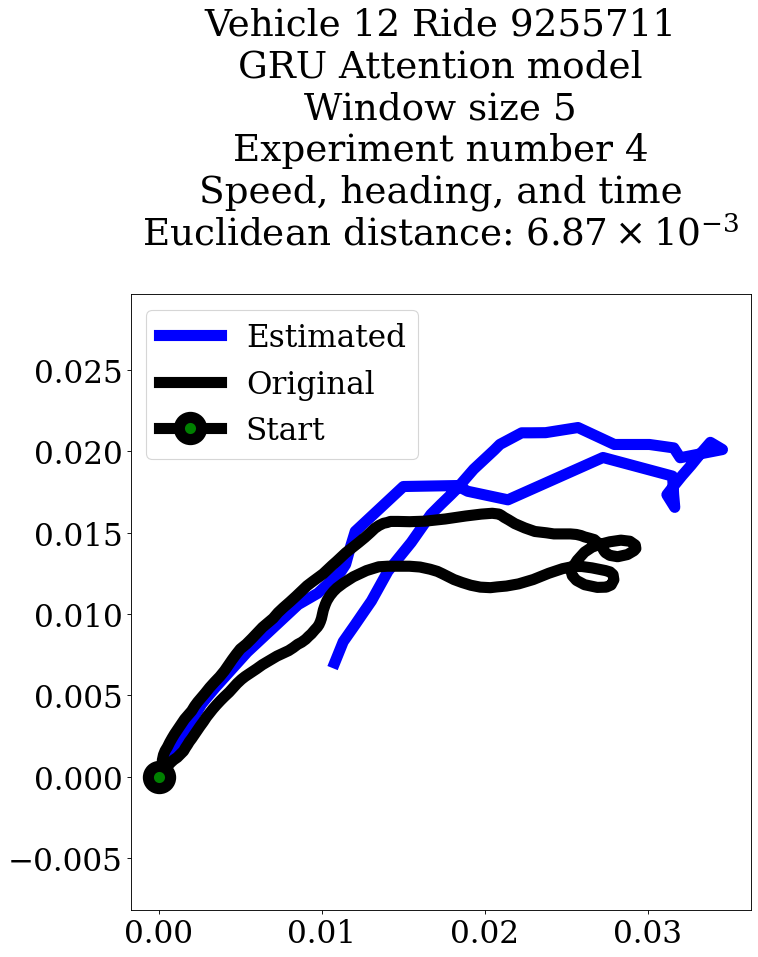 Vehicle 12 Ride 9255711
GRU Attention model
Window size 5
Experiment number 4
Speed, heading, and time
Euclidean distance: 6.87 × 10⁻³
Estimated
Original
Start
0.025
0.020
0.015
0.010
0.005
0.000
−0.005
0.00 0.01 0.02 0.03